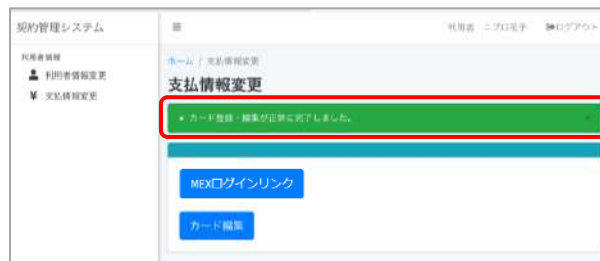 契約管理システム
利用者 ニプロ花子 ログアウト
利用者情報
利用者情報変更
¥ 支払情報変更
ホーム / 支払情報変更
支払情報変更
カード登録・編集が正常に完了しました。
MEXログインリンク
カード編集